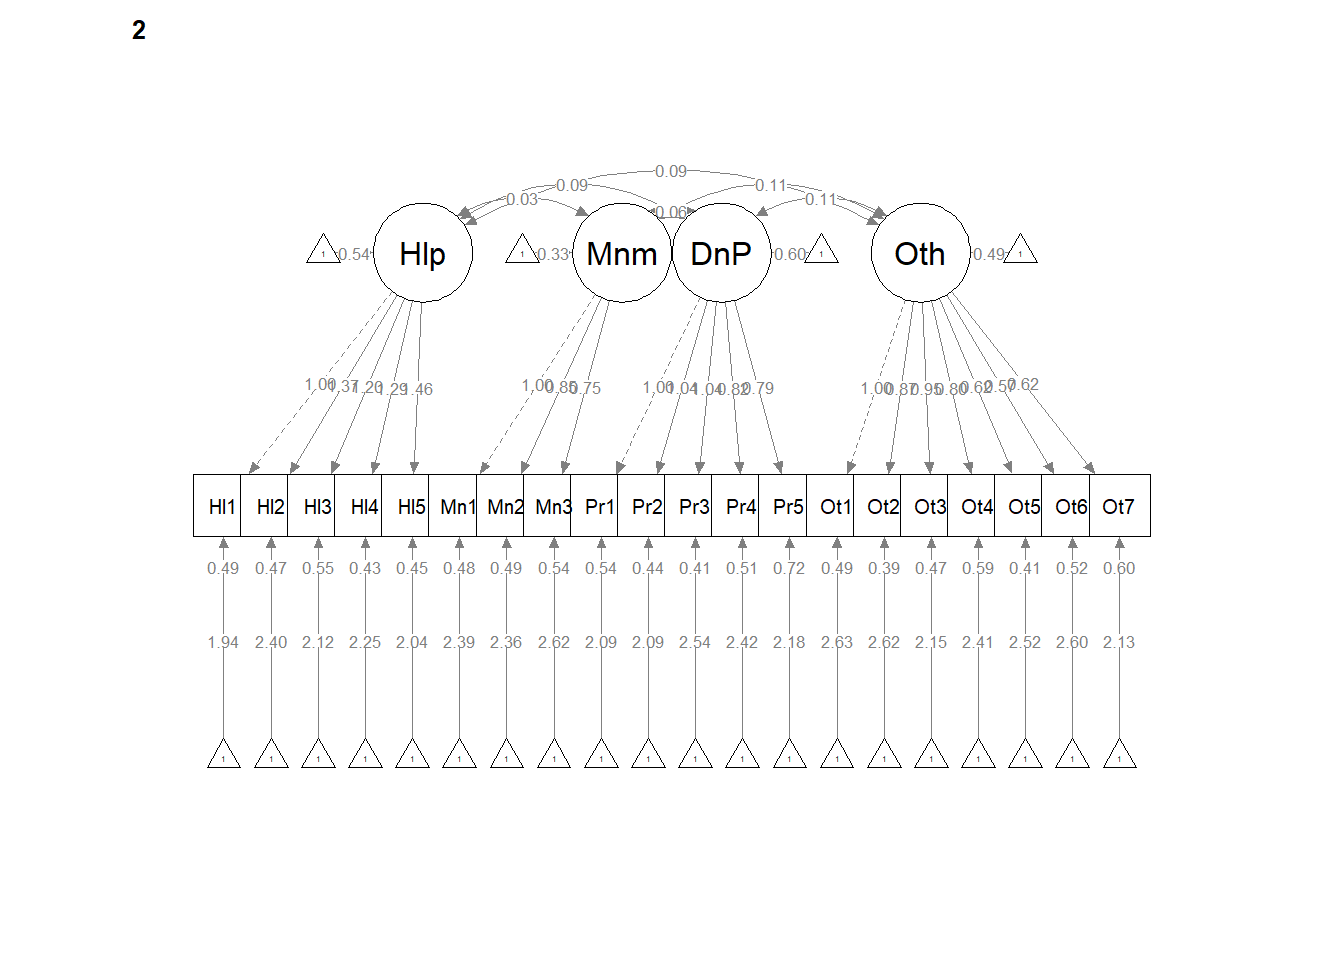 2
0.09
0.09 0.11
0.03 0.11
0.06
1 0.54 Hlp 1 0.33 Mnm DnP 0.60 1 Oth 0.49 1
1.00 1.37 1.20 1.29 1.46 1.00 0.85 0.75 1.00 1.04 1.04 0.82 0.79 1.00 0.87 0.95 0.80 0.62 0.57 0.62
Hl1 Hl2 Hl3 Hl4 Hl5 Mn1 Mn2 Mn3 Pr1 Pr2 Pr3 Pr4 Pr5 Ot1 Ot2 Ot3 Ot4 Ot5 Ot6 Ot7
0.49 0.47 0.55 0.43 0.45 0.48 0.49 0.54 0.54 0.44 0.41 0.51 0.72 0.49 0.39 0.47 0.59 0.41 0.52 0.60
1.94 2.40 2.12 2.25 2.04 2.39 2.36 2.62 2.09 2.09 2.54 2.42 2.18 2.63 2.62 2.15 2.41 2.52 2.60 2.13
1 1 1 1 1 1 1 1 1 1 1 1 1 1 1 1 1 1 1 1